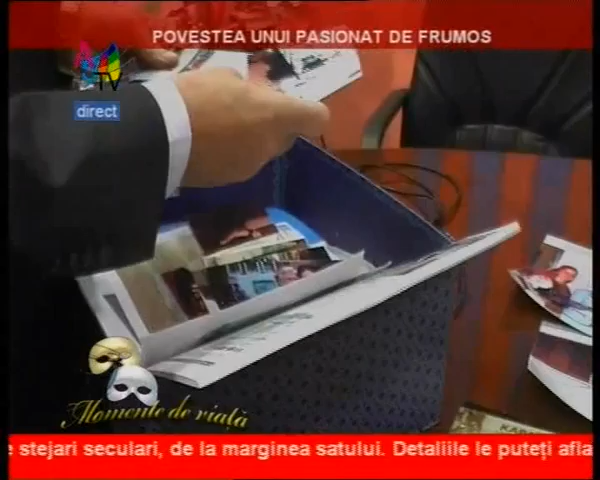 POVESTEA UNUI PASIONAT DE FRUMOS
TV
direct
Momente de viață
stejari seculari, de la marginea satului. Detaliile le puteți afla